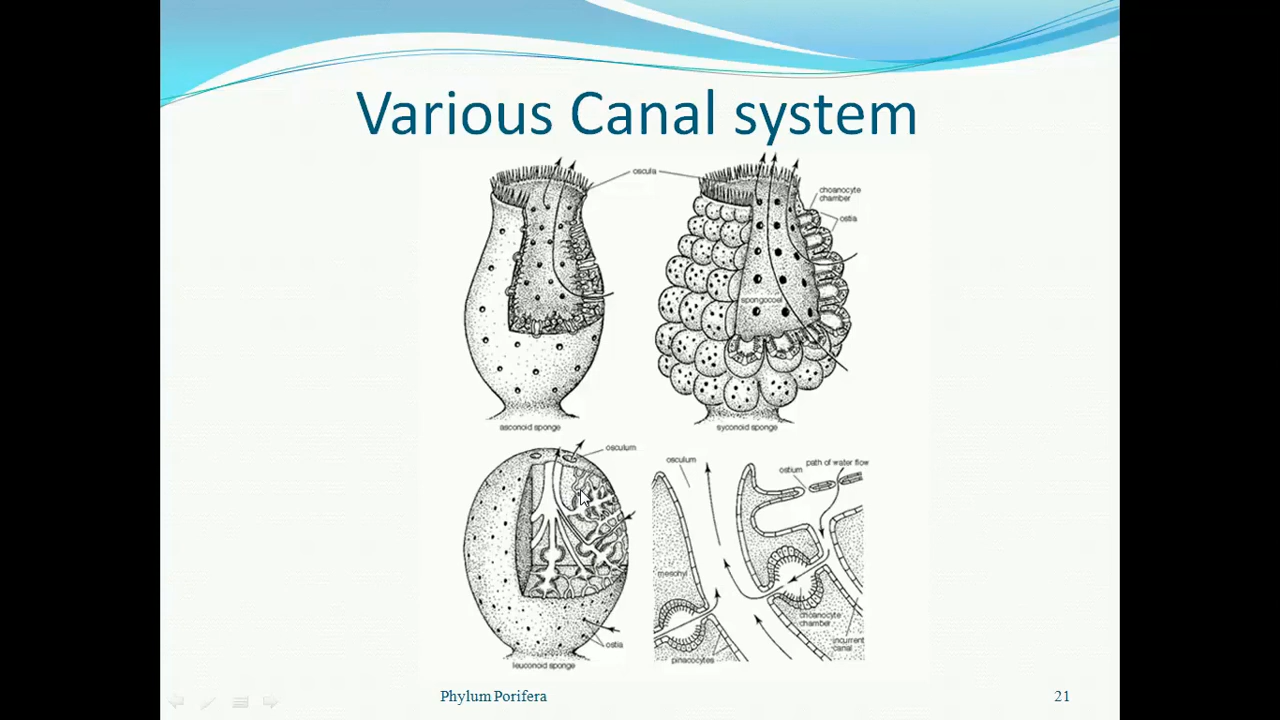 Various Canal system
oscula
choanocyte
chamber
ostia
spongocoel
asconoid sponge
syconoid sponge
osculum
osculum
path of water flow
ostium
mesohyl
choanocyte
chamber
incurrent
canal
ostia
pinacocytes
leuconoid sponge
Phylum Porifera
21